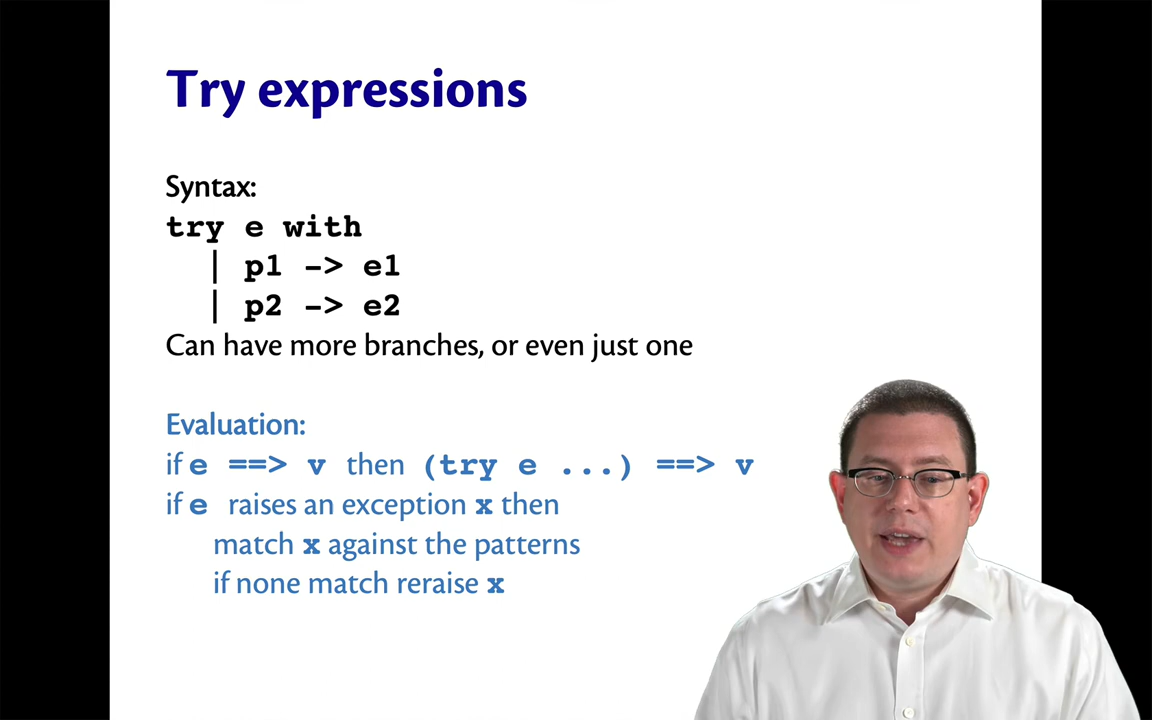 Try expressions
Syntax:
try e with
| p1 -> e1
| p2 -> e2
Can have more branches, or even just one
Evaluation:
if e ==> v then (try e ...) ==> v
if e raises an exception x then
match x against the patterns
if none match reraise x